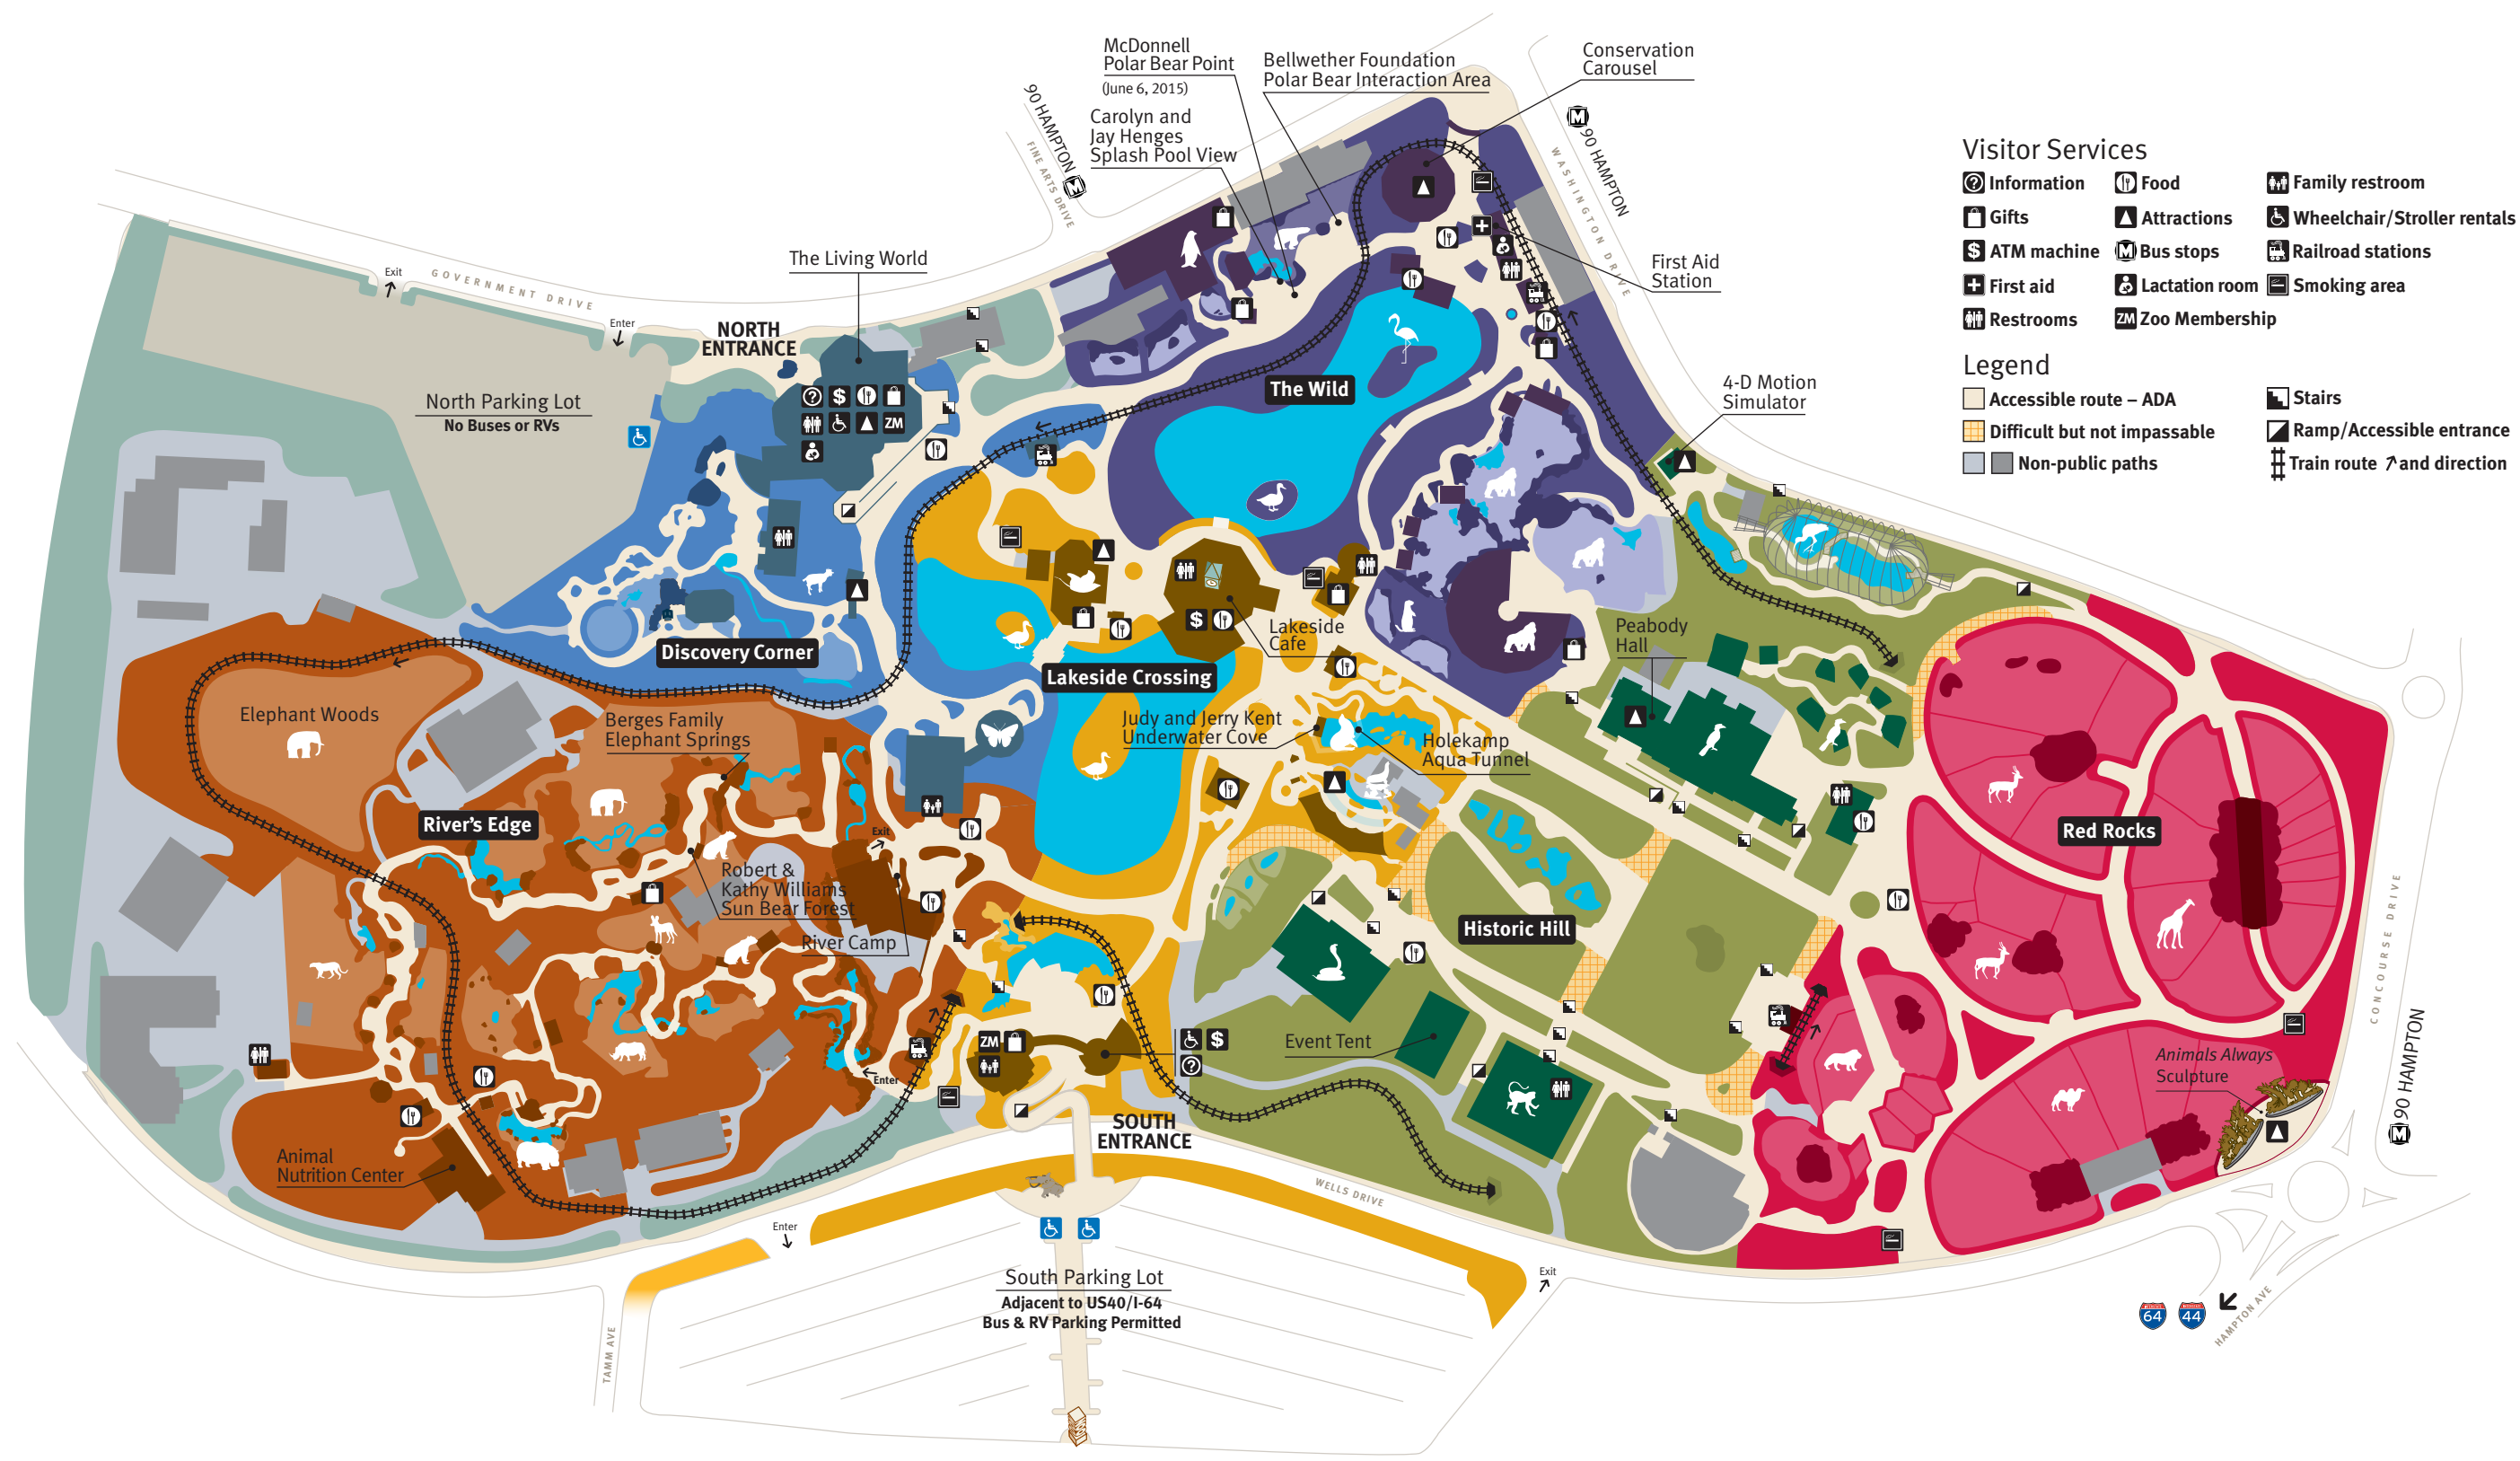 McDonnell
Polar Bear Point
(June 6, 2015)
Bellwether Foundation
Polar Bear Interaction Area
Conservation
Carousel
Carolyn and
Jay Henges
Splash Pool View
90 HAMPTON
FINE ARTS DRIVE
M
M
90 HAMPTON
WASHINGTON DRIVE
First Aid
Station
4-D Motion
Simulator
Visitor Services
? Information
Food
Family restroom
Gifts
Attractions
Wheelchair/Stroller rentals
$ ATM machine
M Bus stops
Railroad stations
First aid
Lactation room
Smoking area
Restrooms
ZM Zoo Membership
Legend
Accessible route – ADA
Stairs
Difficult but not impassable
Ramp/Accessible entrance
Non-public paths
Train route and direction
The Living World
Exit
GOVERNMENT DRIVE
Enter
NORTH
ENTRANCE
North Parking Lot
No Buses or RVs
? $
ZM
The Wild
Discovery Corner
Lakeside Crossing
$
Lakeside
Cafe
Peabody
Hall
Judy and Jerry Kent
Underwater Cove
Holekamp
Aqua Tunnel
Elephant Woods
Berges Family
Elephant Springs
River's Edge
Exit
Robert &
Kathy Williams
Sun Bear Forest
River Camp
Red Rocks
Historic Hill
Event Tent
ZM
$
?
Enter
Animal
Nutrition Center
SOUTH
ENTRANCE
Animals Always
Sculpture
CONCOURSE DRIVE
90 HAMPTON
M
WELLS DRIVE
Enter
Exit
South Parking Lot
Adjacent to US40/I-64
Bus & RV Parking Permitted
TAMM AVE
64
44
HAMPTON AVE